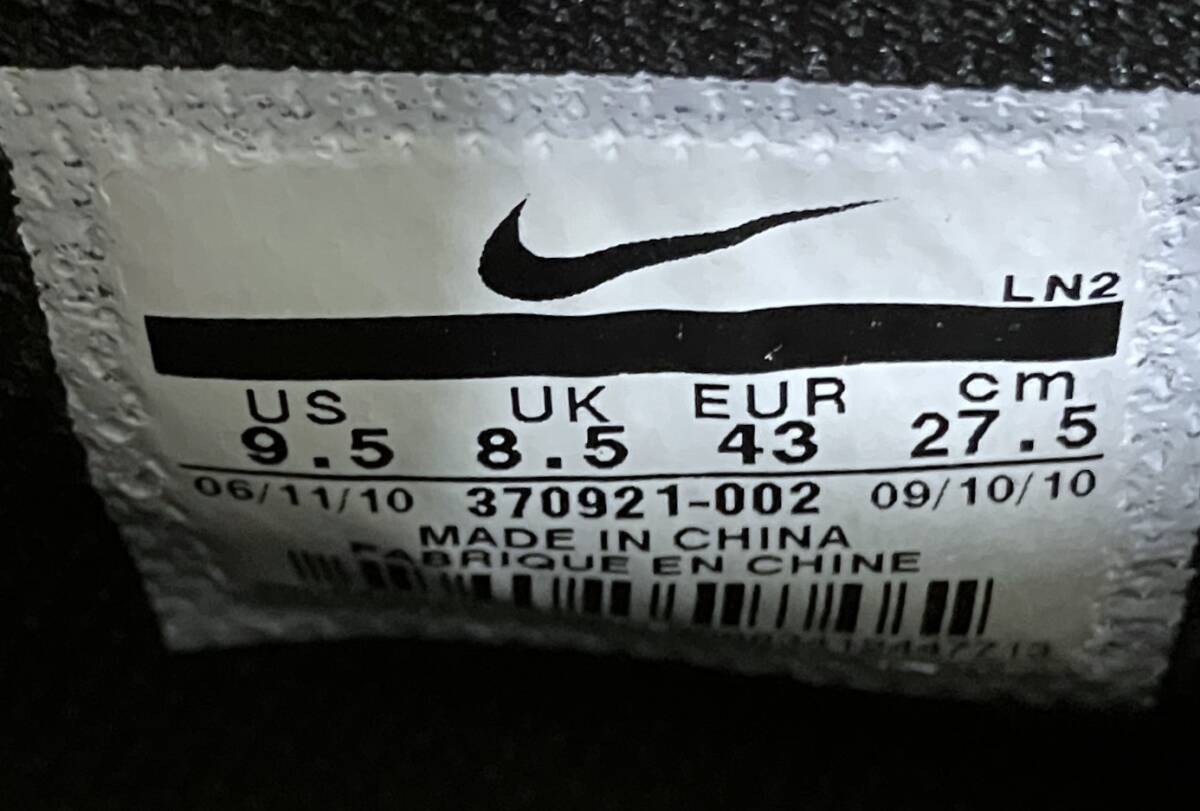 LN2
US UK EUR cm
9.5 8.5 43 27.5
06/11/10 370921-002 09/10/10
MADE IN CHINA
FABRIQUE EN CHINE